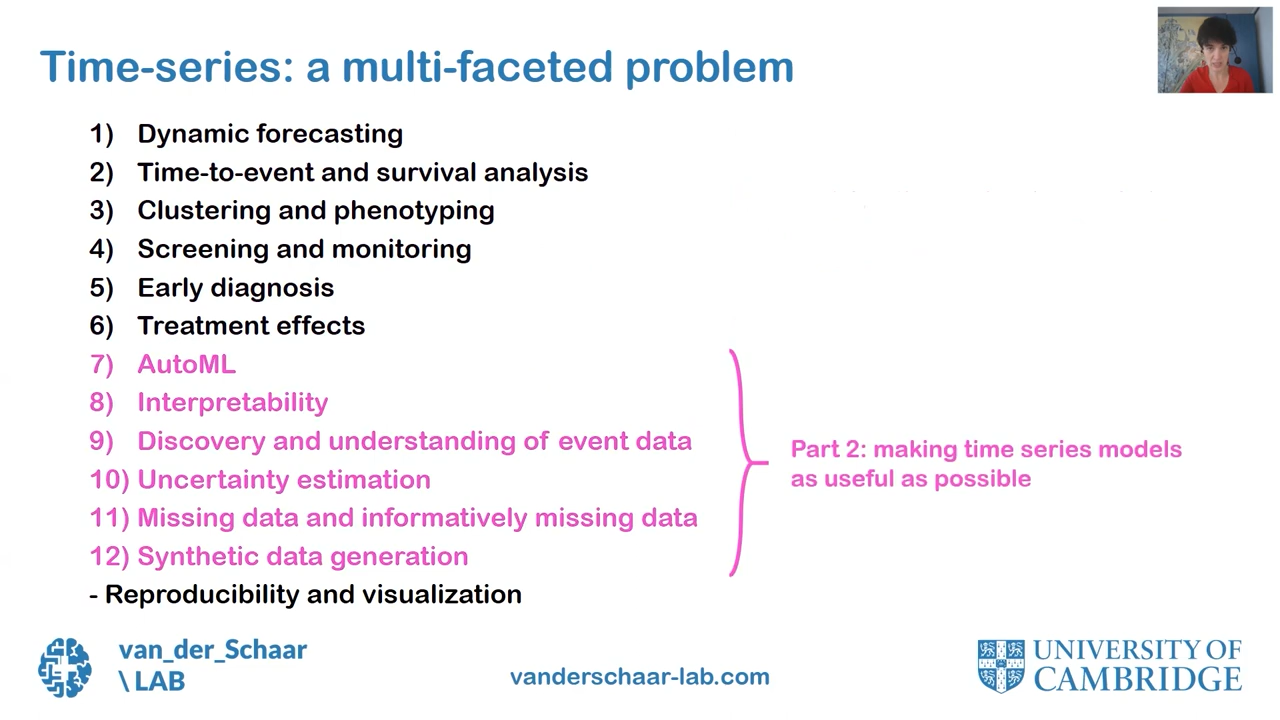 Time-series: a multi-faceted problem
1) Dynamic forecasting
2) Time-to-event and survival analysis
3) Clustering and phenotyping
4) Screening and monitoring
5) Early diagnosis
6) Treatment effects
7) AutoML
8) Interpretability
9) Discovery and understanding of event data
10) Uncertainty estimation
11) Missing data and informatively missing data
12) Synthetic data generation
- Reproducibility and visualization
Part 2: making time series models
as useful as possible
van_der_Schaar
\ LAB
vanderschaar-lab.com
UNIVERSITY OF
CAMBRIDGE